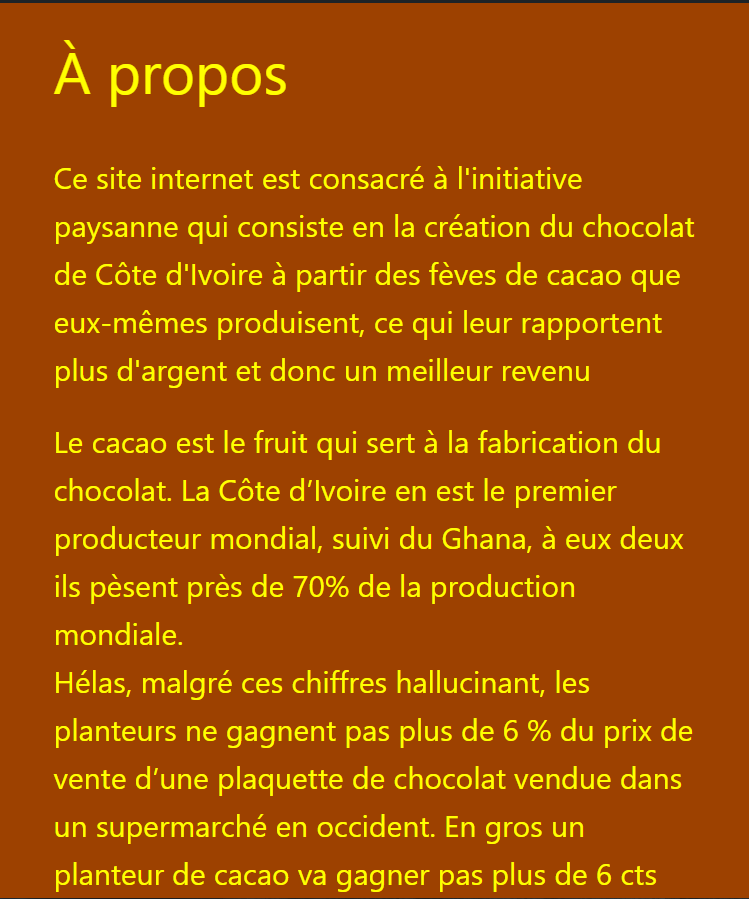 À propos
Ce site internet est consacré à l'initiative
paysanne qui consiste en la création du chocolat
de Côte d'Ivoire à partir des fèves de cacao que
eux-mêmes produisent, ce qui leur rapportent
plus d'argent et donc un meilleur revenu
Le cacao est le fruit qui sert à la fabrication du
chocolat. La Côte d’Ivoire en est le premier
producteur mondial, suivi du Ghana, à eux deux
ils pèsent près de 70% de la production
mondiale.
Hélas, malgré ces chiffres hallucinant, les
planteurs ne gagnent pas plus de 6 % du prix de
vente d’une plaquette de chocolat vendue dans
un supermarché en occident. En gros un
planteur de cacao va gagner pas plus de 6 cts